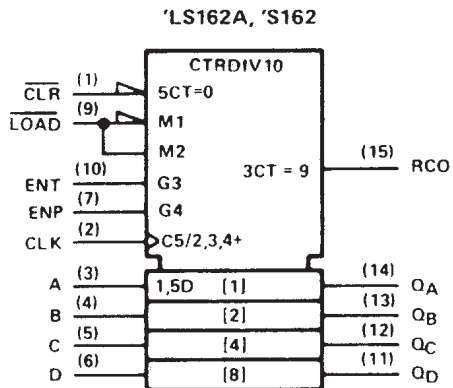 'LS162A, 'S162
CTRDIV10
CLR (1) 5CT=0
LOAD (9) M1
M2
ENT (10) G3 3CT = 9 (15) RCO
ENP (7) G4
CLK (2) C5/2,3,4+
A (3) 1,5D [1] (14) QA
B (4) [2] (13) QB
C (5) [4] (12) QC
D (6) [8] (11) QD